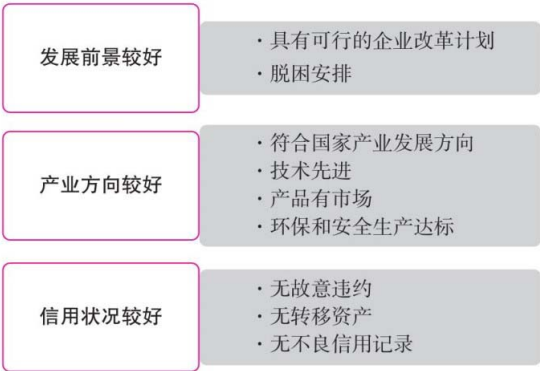 发展前景较好
·具有可行的企业改革计划
·脱困安排
产业方向较好
·符合国家产业发展方向
·技术先进
·产品有市场
·环保和安全生产达标
信用状况较好
·无故意违约
·无转移资产
·无不良信用记录